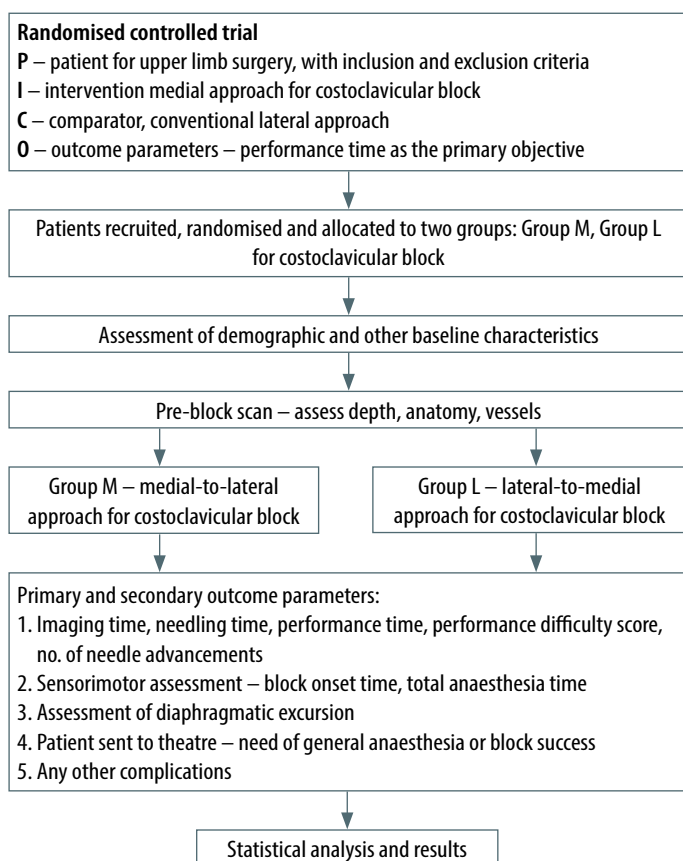 Randomised controlled trial
P – patient for upper limb surgery, with inclusion and exclusion criteria
I – intervention medial approach for costoclavicular block
C – comparator, conventional lateral approach
O – outcome parameters – performance time as the primary objective
Patients recruited, randomised and allocated to two groups: Group M, Group L
for costoclavicular block
Assessment of demographic and other baseline characteristics
Pre-block scan – assess depth, anatomy, vessels
Group M – medial-to-lateral
approach for costoclavicular block
Group L – lateral-to-medial
approach for costoclavicular block
Primary and secondary outcome parameters:
1. Imaging time, needling time, performance time, performance difficulty score,
no. of needle advancements
2. Sensorimotor assessment – block onset time, total anaesthesia time
3. Assessment of diaphragmatic excursion
4. Patient sent to theatre – need of general anaesthesia or block success
5. Any other complications
Statistical analysis and results